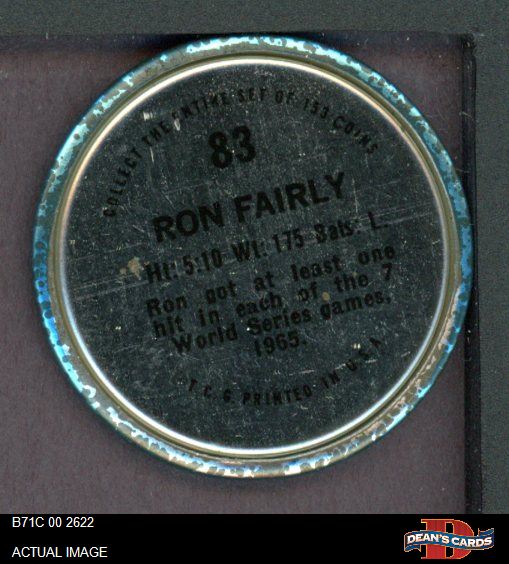 COLLECT THE ENTIRE SET OF 153 COINS
83
RON FAIRLY
Ht: 5:10 Wt: 175 Bats: L.
Ron got at least one
hit in each of the 7
World Series games,
1965.
T. C. G PRINTED IN U.S.A.
B71C 00 2622
ACTUAL IMAGE
DEAN'S CARDS